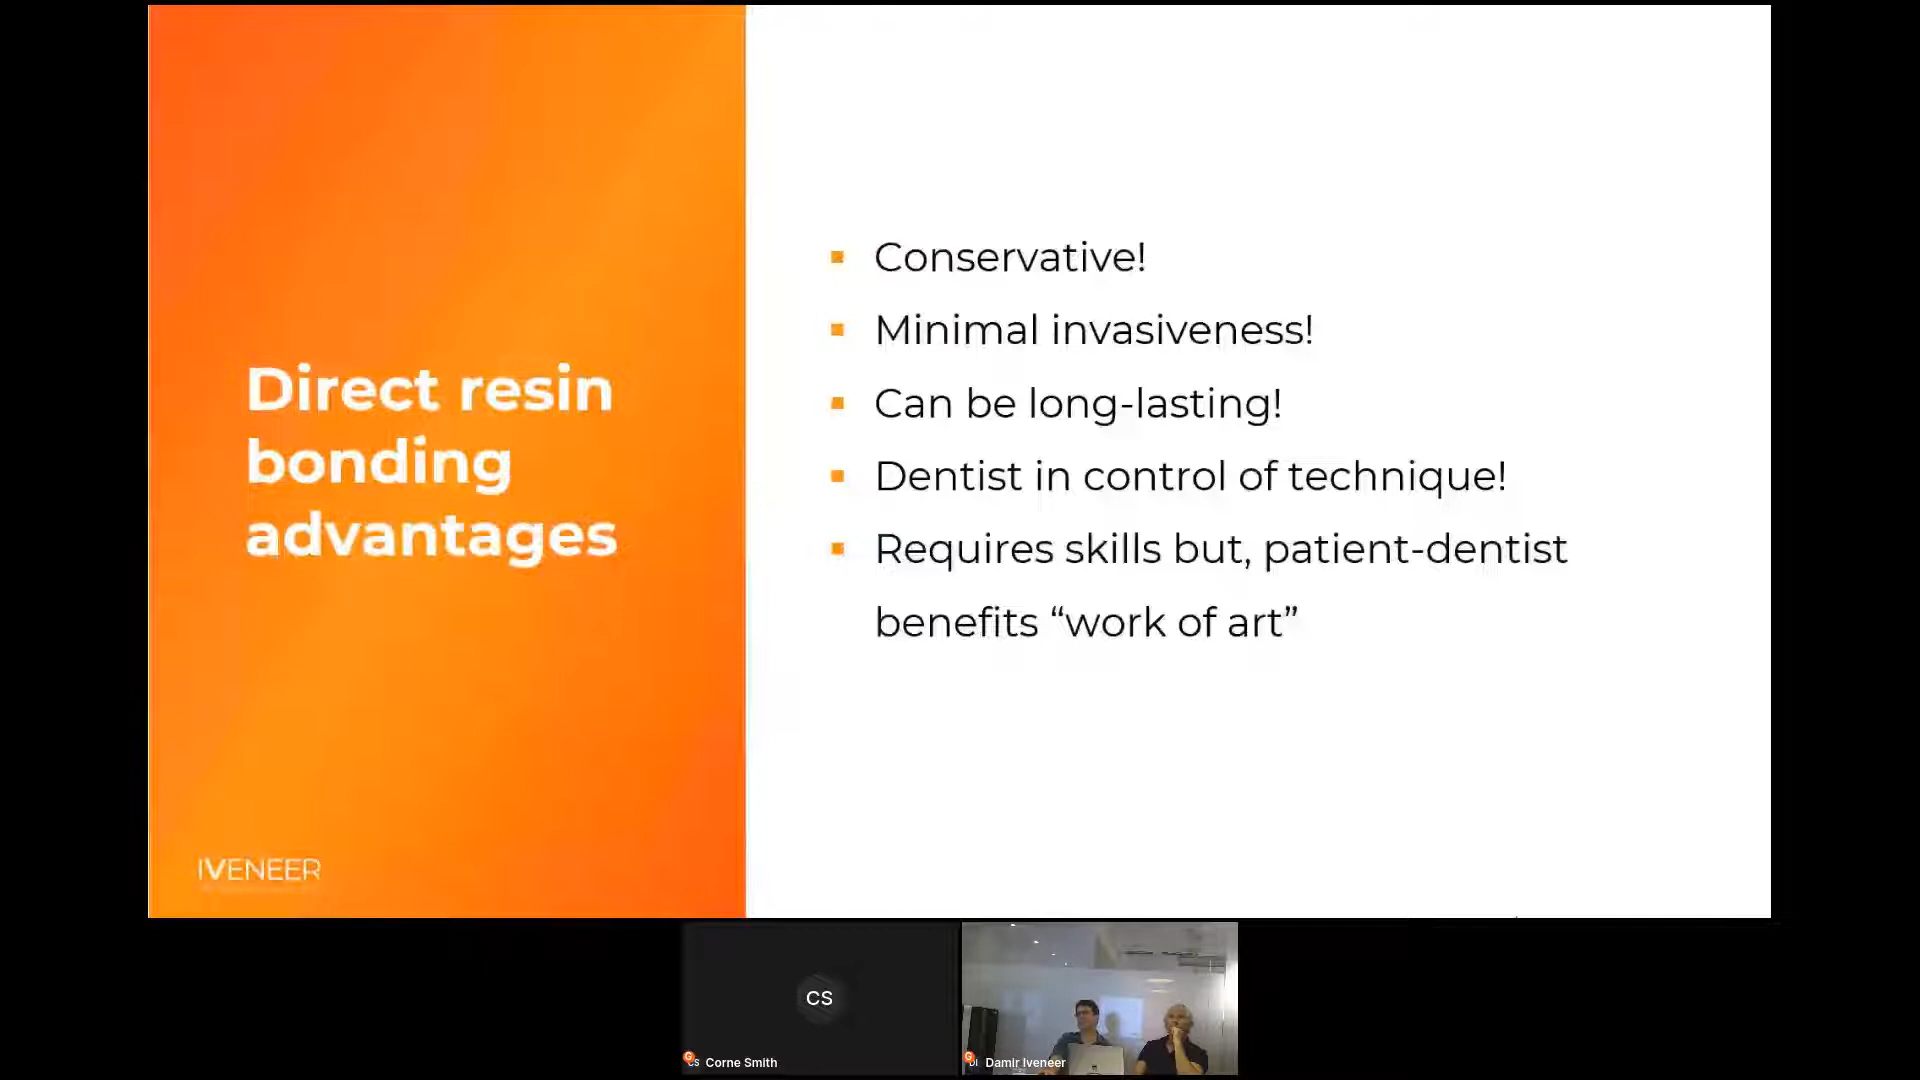 Direct resin
bonding
advantages
Conservative!
Minimal invasiveness!
Can be long-lasting!
Dentist in control of technique!
Requires skills but, patient-dentist
benefits “work of art”
IVENEER
CS
G CS Corne Smith
G DI Damir Iveneer